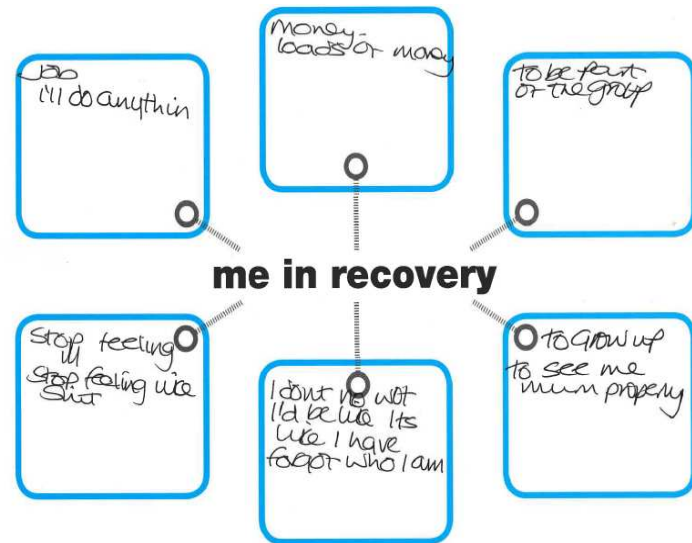 Job
i'll do anythin
money-
loads of money
to be part
of the group
me in recovery
Stop feeling
ill
Stop feeling like
Shit
I dont no wot
I'ld be like Its
like I have
forgot who I am
to Grow up
to see me
mum properly